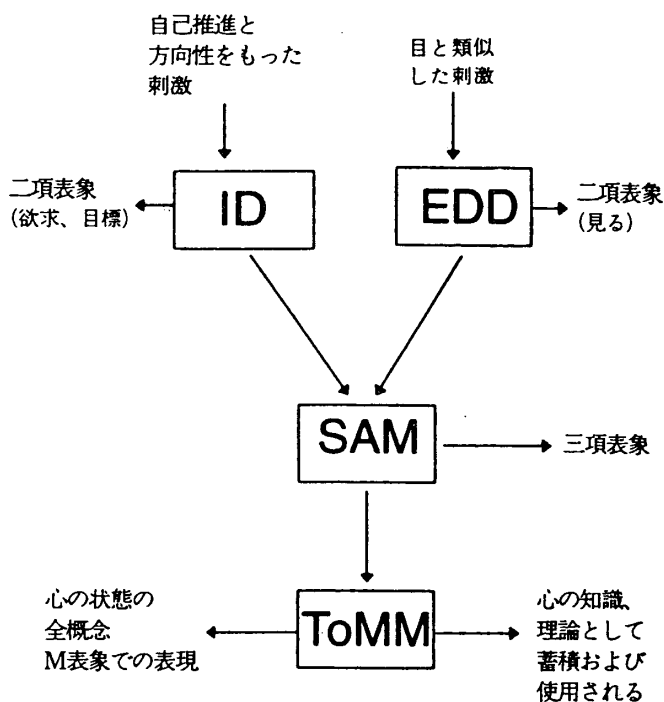 自己推進と
方向性をもった
刺激
目と類似
した刺激
二項表象
(欲求、目標)
ID
EDD
二項表象
(見る)
SAM
三項表象
心の状態の
全概念
M表象での表現
ToMM
心の知識、
理論として
蓄積および
使用される